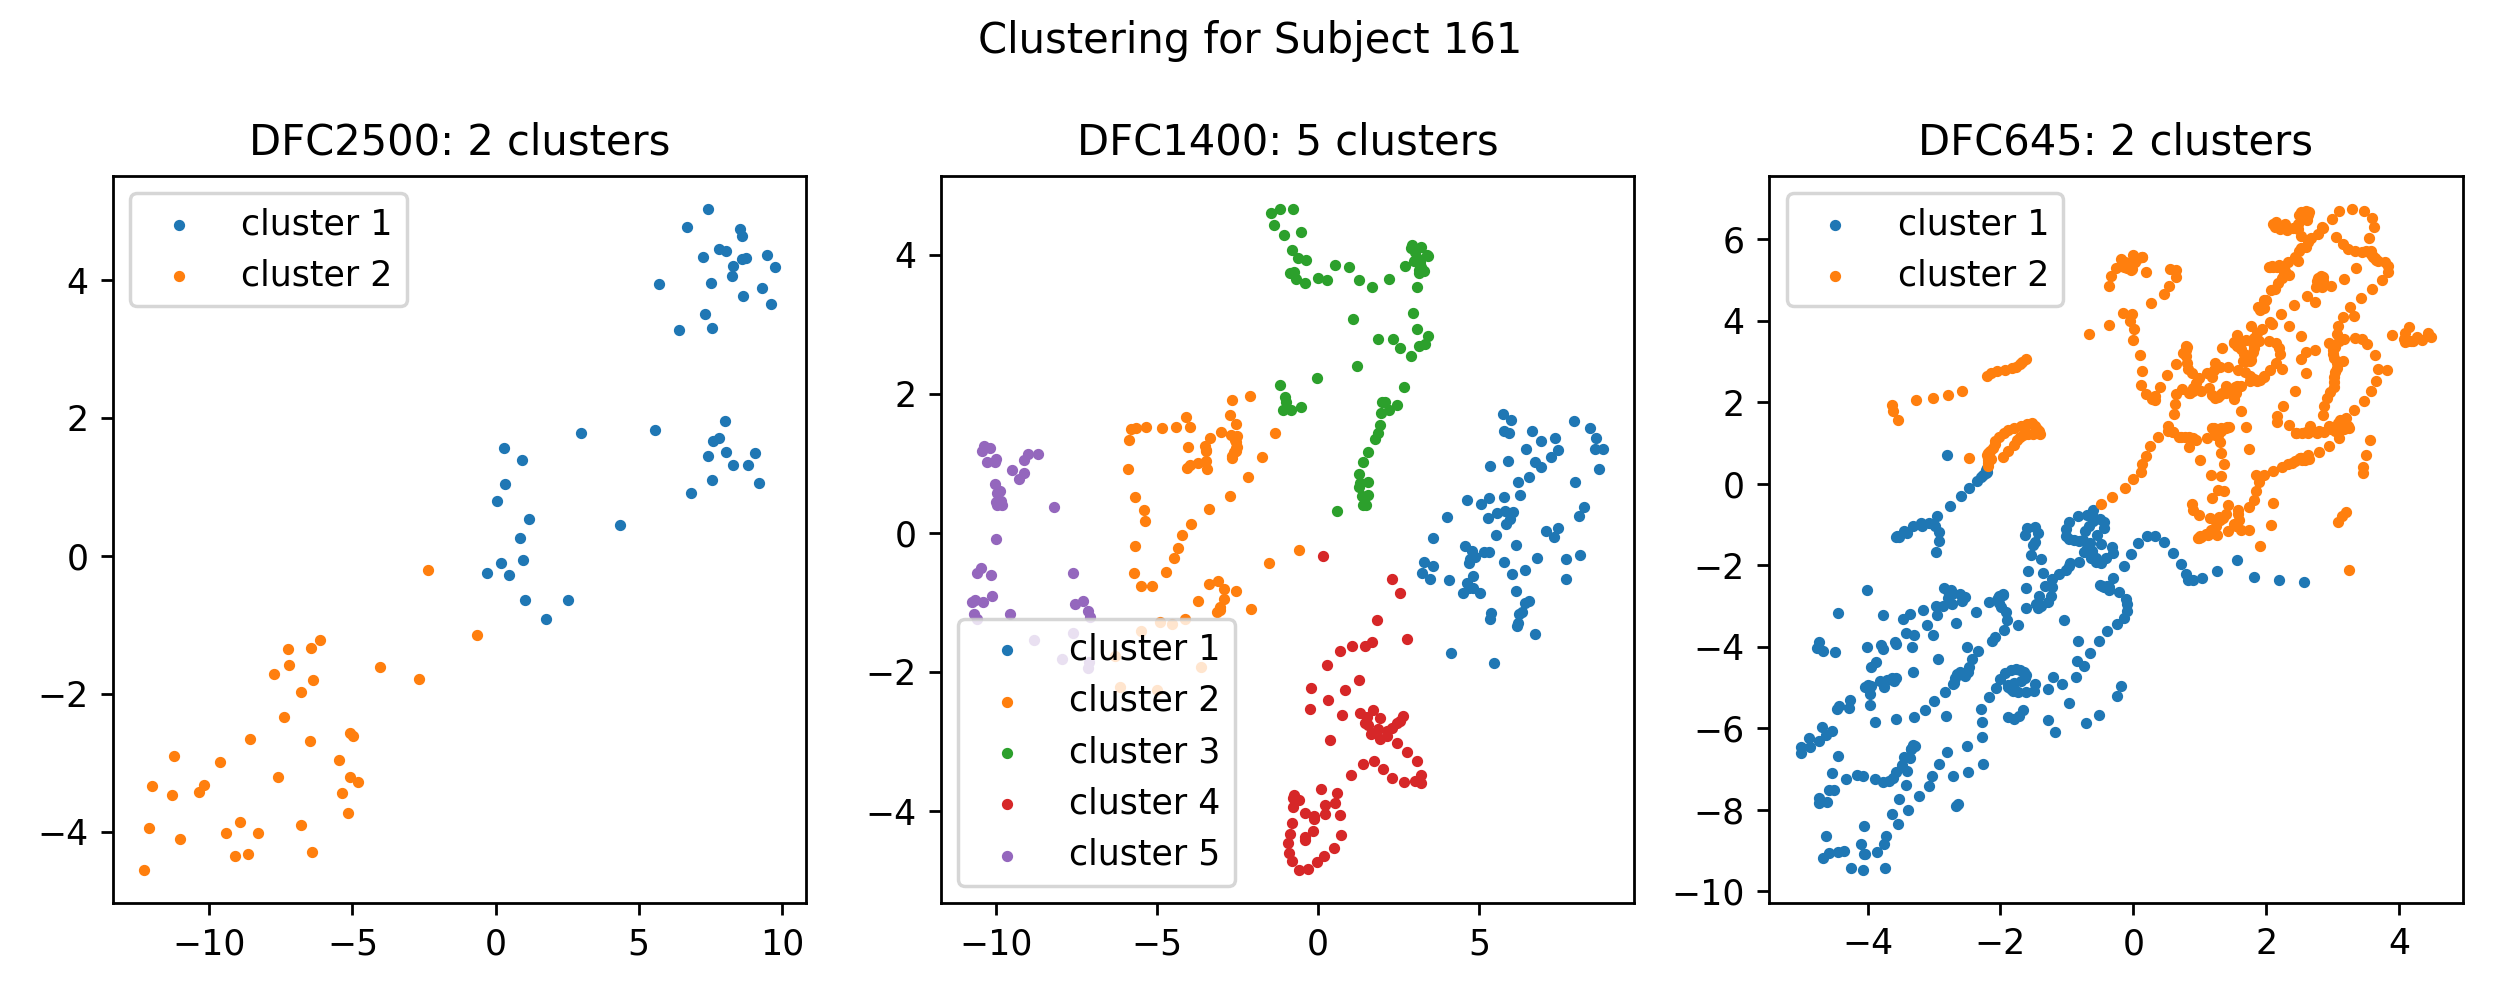 Clustering for Subject 161
DFC2500: 2 clusters
cluster 1
cluster 2
4
2
0
−2
−4
−10
−5
0
5
10
DFC1400: 5 clusters
4
2
0
−2
−4
cluster 1
cluster 2
cluster 3
cluster 4
cluster 5
−10
−5
0
5
DFC645: 2 clusters
cluster 1
cluster 2
6
4
2
0
−2
−4
−6
−8
−10
−4
−2
0
2
4